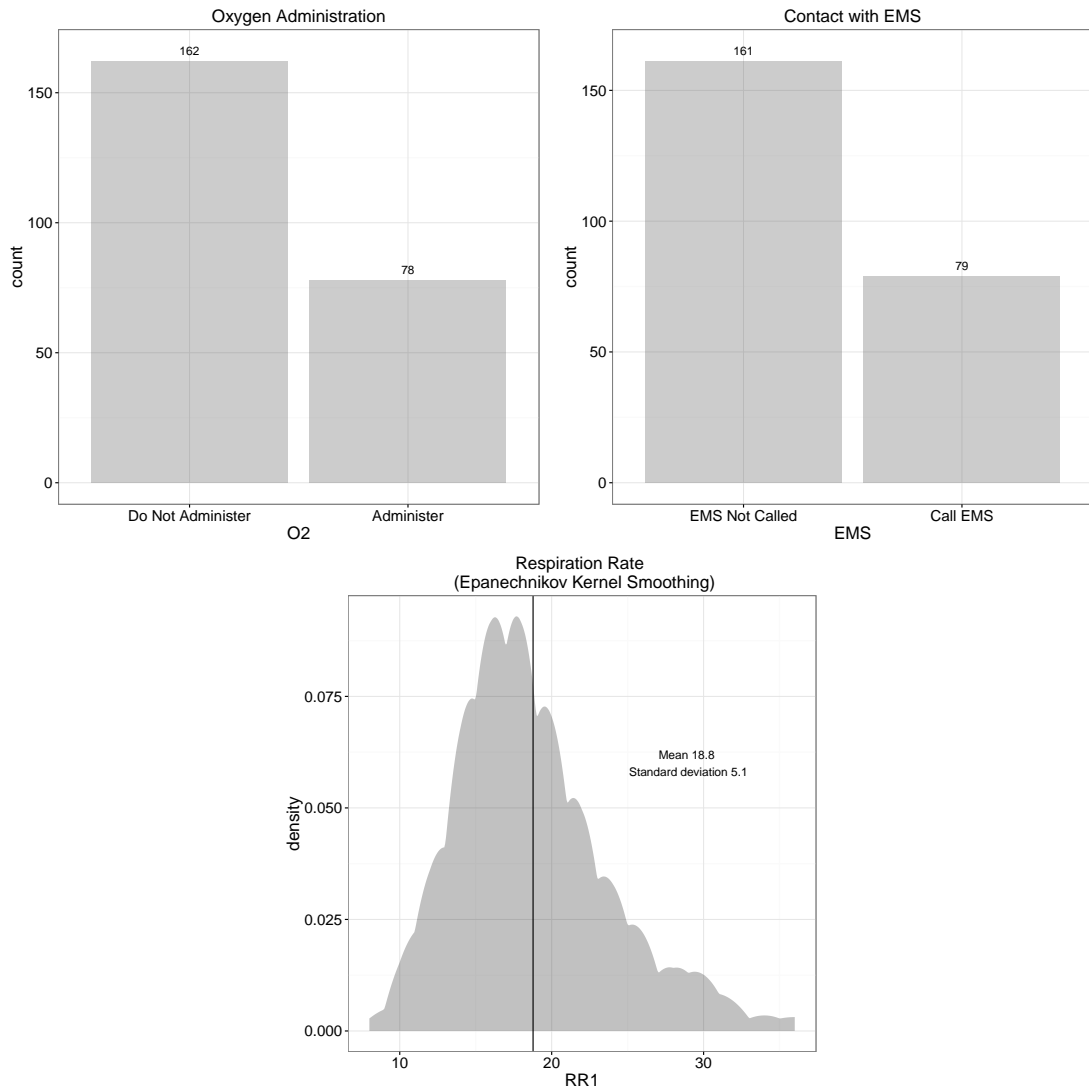 Oxygen Administration
162
78
150
100
50
0
count
Do Not Administer
Administer
O2
Contact with EMS
161
79
150
100
50
0
count
EMS Not Called
Call EMS
EMS
Respiration Rate
(Epanechnikov Kernel Smoothing)
Mean 18.8
Standard deviation 5.1
0.075
0.050
0.025
0.000
density
10
20
30
RR1